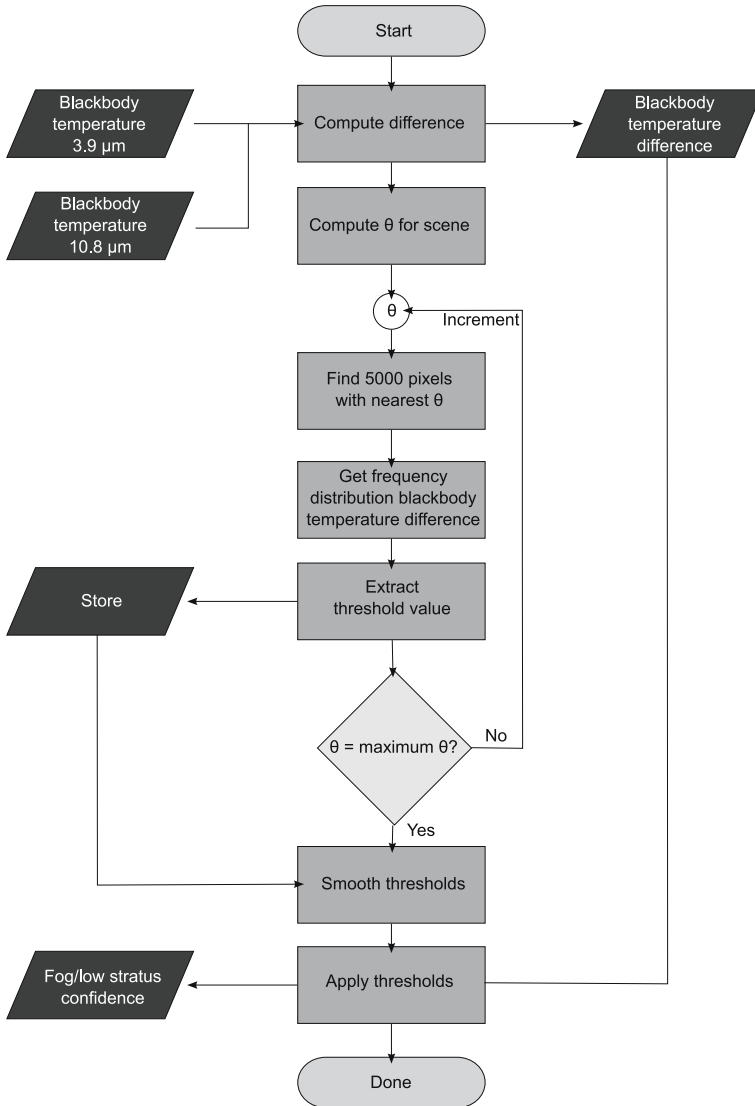 Start
Blackbody
temperature
3.9 µm
Compute difference
Blackbody
temperature
difference
Blackbody
temperature
10.8 µm
Compute θ for scene
θ
Increment
Find 5000 pixels
with nearest θ
Get frequency
distribution blackbody
temperature difference
Extract
threshold value
Store
θ = maximum θ?
No
Yes
Smooth thresholds
Fog/low stratus
confidence
Apply thresholds
Done